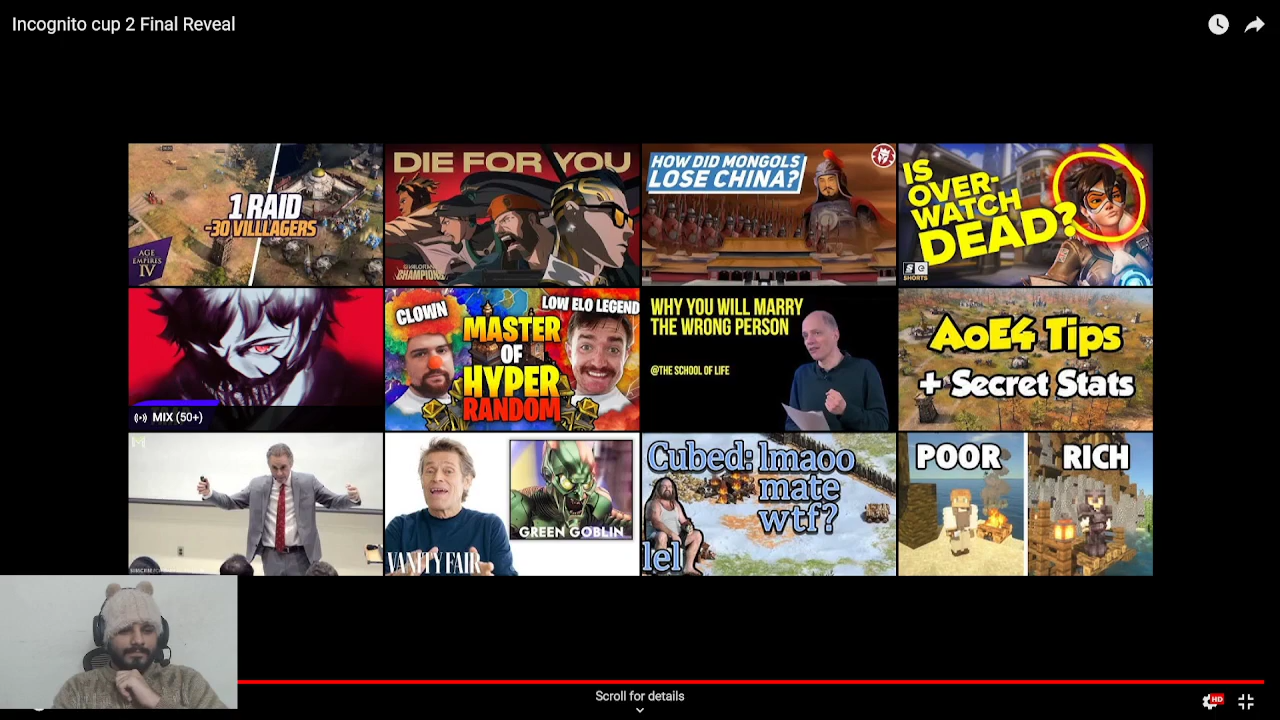 Incognito cup 2 Final Reveal
1 RAID
-30 VILLLAGERS
AGE
EMPIRES
IV
DIE FOR YOU
VALORANT
CHAMPIONS
HOW DID MONGOLS
LOSE CHINA?
IS
OVER-
WATCH
DEAD?
SHORTS
MIX (50+)
CLOWN
LOW ELO LEGEND
MASTER
OF
HYPER
RANDOM
WHY YOU WILL MARRY
THE WRONG PERSON
@THE SCHOOL OF LIFE
AoE4 Tips
+ Secret Stats
VANITY FAIR
GREEN GOBLIN
Cubed: lmaoo
mate
wtf?
lel
POOR
RICH
Scroll for details
HD